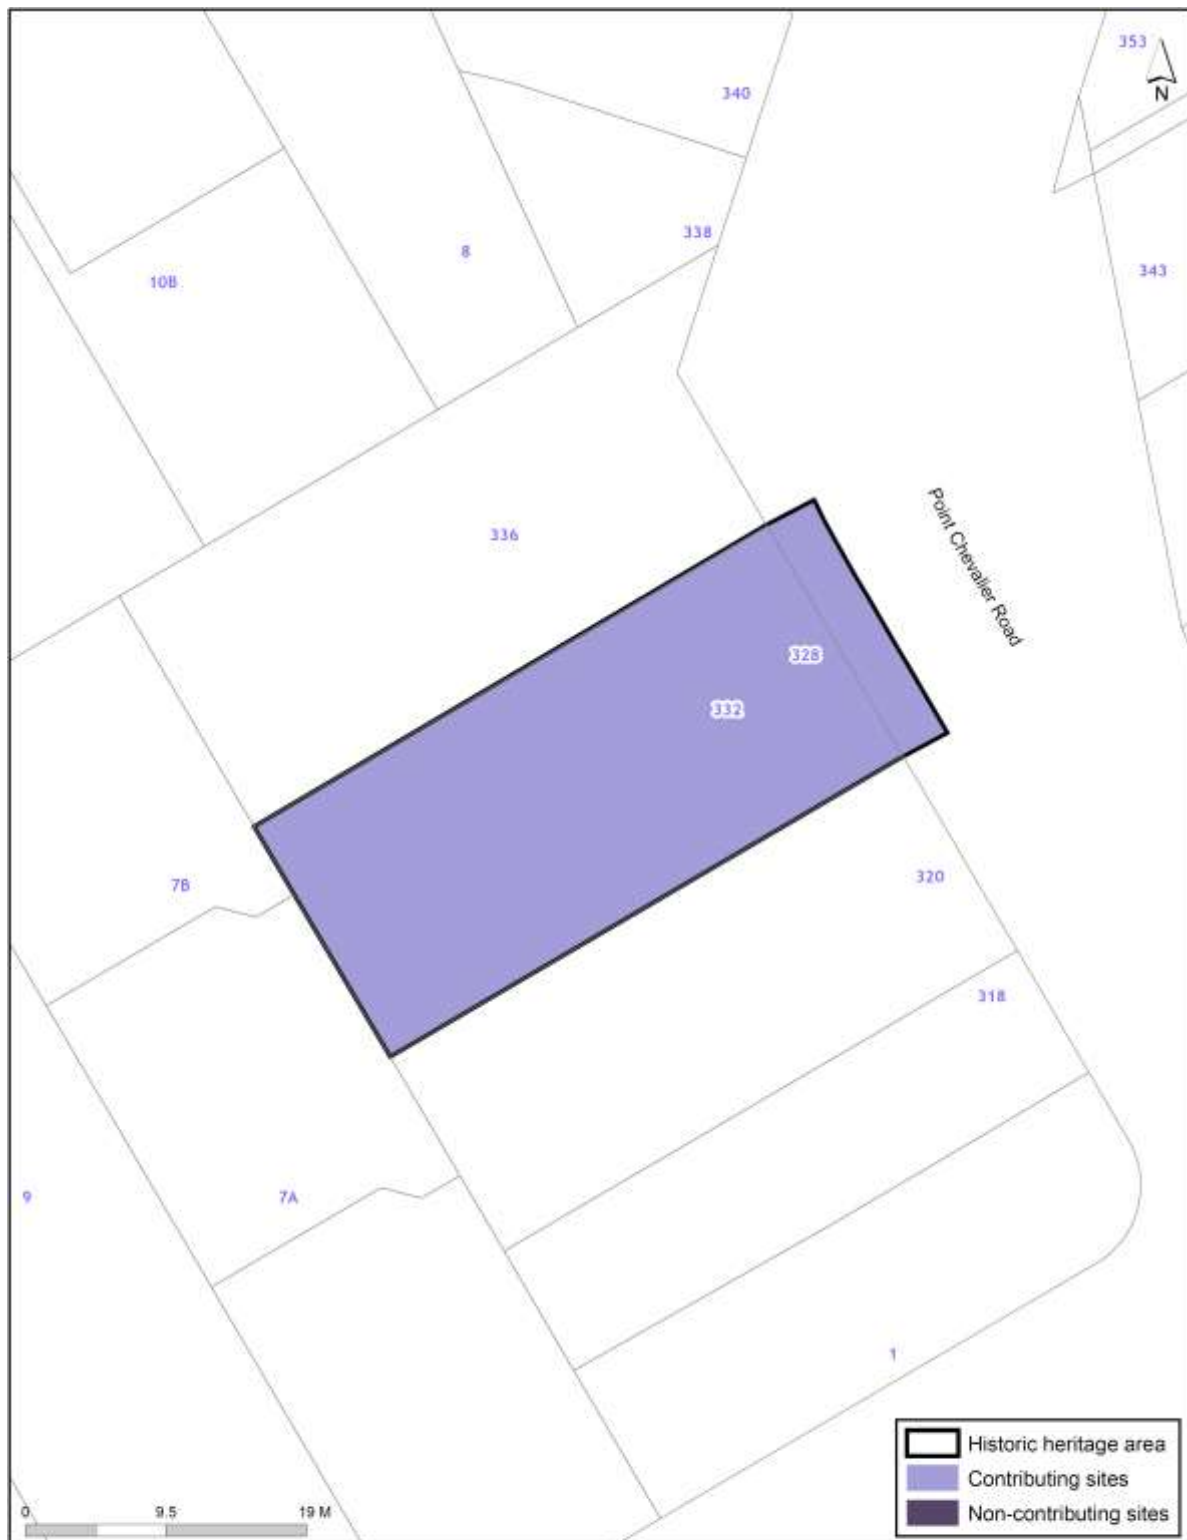 353
340
N
338
8
10B
343
336
Point Chevalier Road
328
332
320
7B
318
9
7A
1
Historic heritage area
Contributing sites
Non-contributing sites
0 9.5 19 M